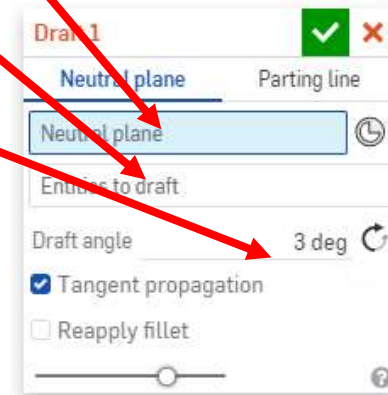 Draft 1
Neutral plane Parting line
Neutral plane
Entities to draft
Draft angle 3 deg
Tangent propagation
Reapply fillet
?